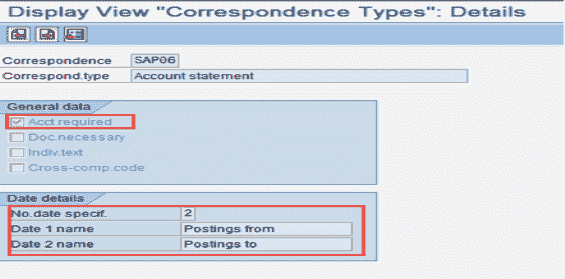 Display View "Correspondence Types": Details
Correspondence SAP06
Correspond.type Account statement
General data
Acct required
Doc.necessary
Indiv.text
Cross-comp.code
Date details
No.date specif. 2
Date 1 name Postings from
Date 2 name Postings to